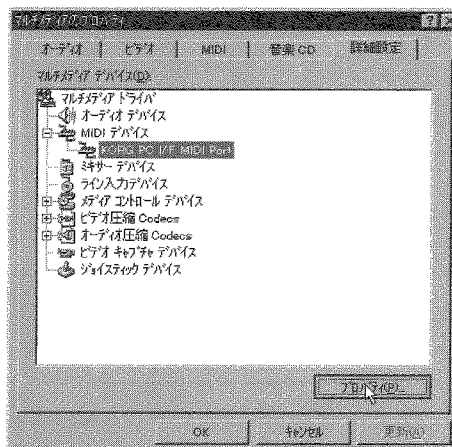 マルチメディアのプロパティ
オーディオ ビデオ MIDI 音楽 CD 詳細設定
マルチメディア デバイス(D):
マルチメディア ドライバ
オーディオ デバイス
MIDI デバイス
KORG PC I/F MIDI Port
ミキサー デバイス
ライン入力デバイス
メディア コントロール デバイス
ビデオ圧縮 Codecs
オーディオ圧縮 Codecs
ビデオ キャプチャ デバイス
ジョイスティック デバイス
プロパティ(P)
OK キャンセル 更新(A)